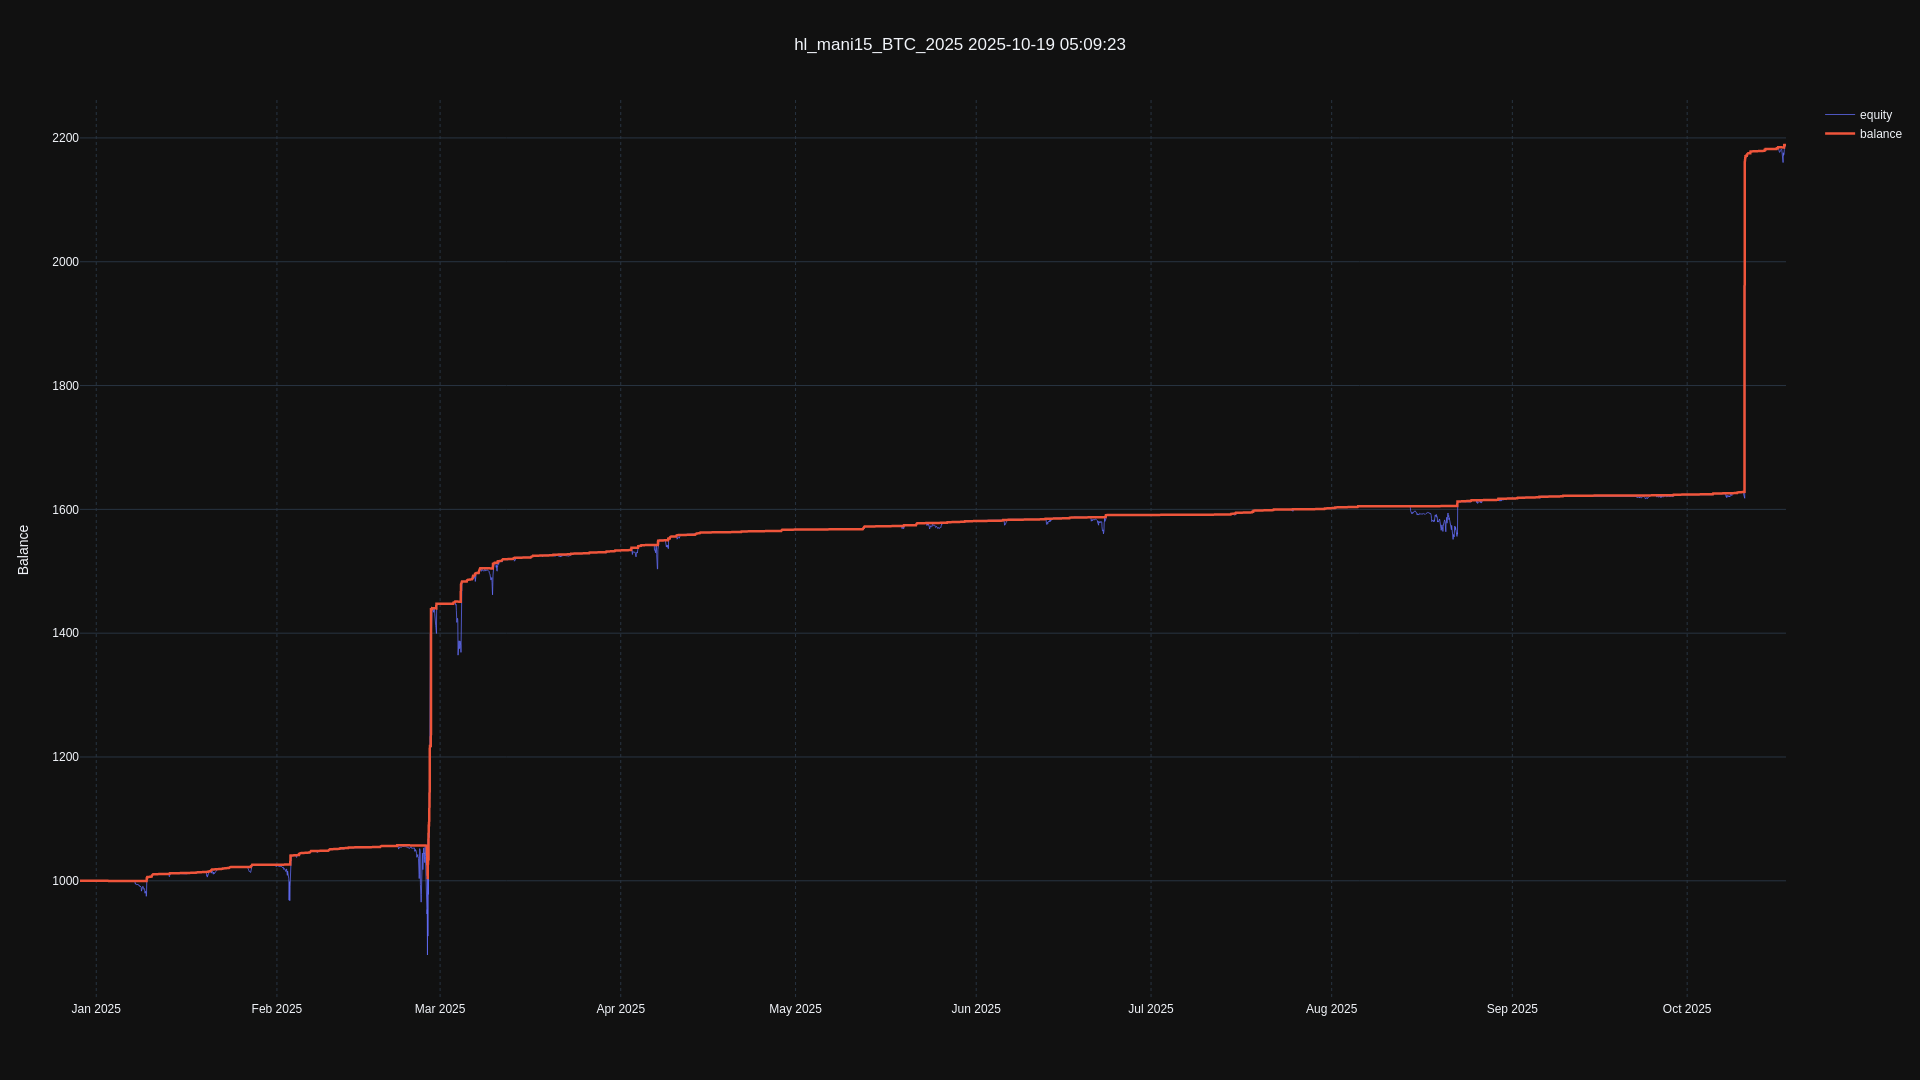 hl_mani15_BTC_2025 2025-10-19 05:09:23
equity
balance
2200
2000
1800
1600
1400
1200
1000
Balance
Jan 2025
Feb 2025
Mar 2025
Apr 2025
May 2025
Jun 2025
Jul 2025
Aug 2025
Sep 2025
Oct 2025